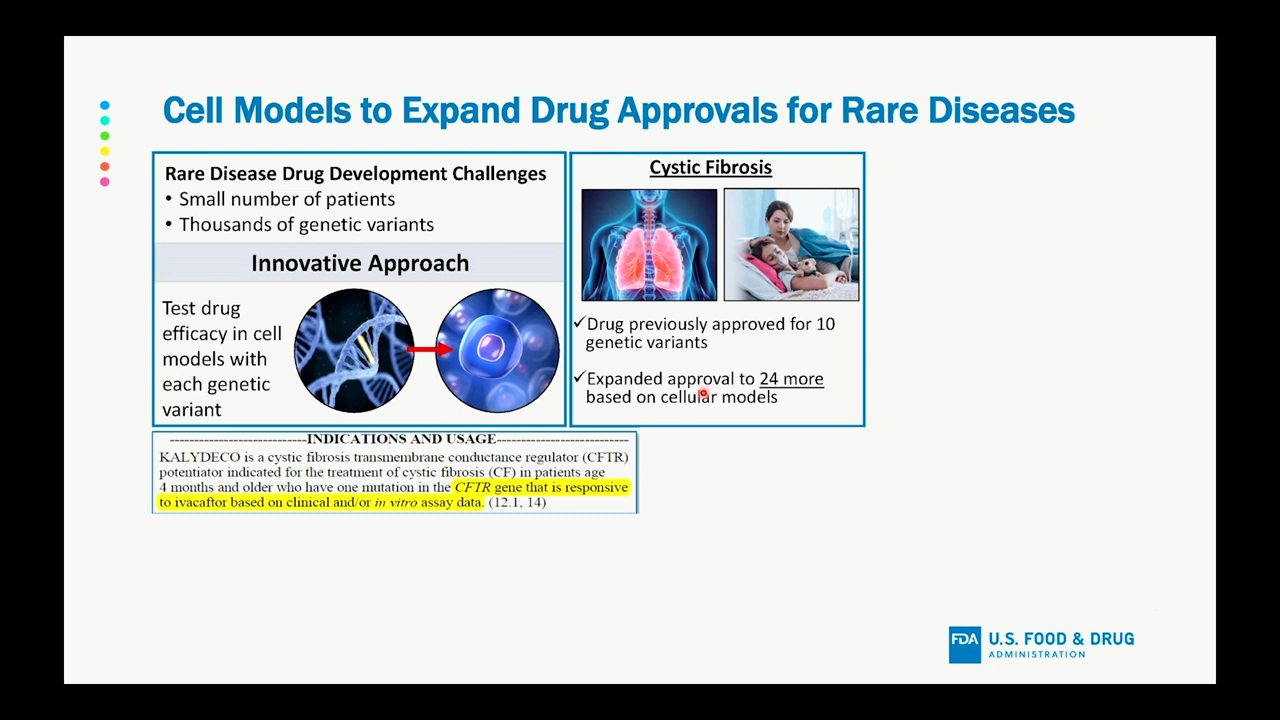 Cell Models to Expand Drug Approvals for Rare Diseases
Rare Disease Drug Development Challenges
• Small number of patients
• Thousands of genetic variants
Innovative Approach
Test drug
efficacy in cell
models with
each genetic
variant
Cystic Fibrosis
✓Drug previously approved for 10
genetic variants
✓Expanded approval to 24 more
based on cellular models
----------------------------INDICATIONS AND USAGE---------------------------
KALYDECO is a cystic fibrosis transmembrane conductance regulator (CFTR)
potentiator indicated for the treatment of cystic fibrosis (CF) in patients age
4 months and older who have one mutation in the CFTR gene that is responsive
to ivacaftor based on clinical and/or in vitro assay data. (12.1, 14)
FDA U.S. FOOD & DRUG
ADMINISTRATION